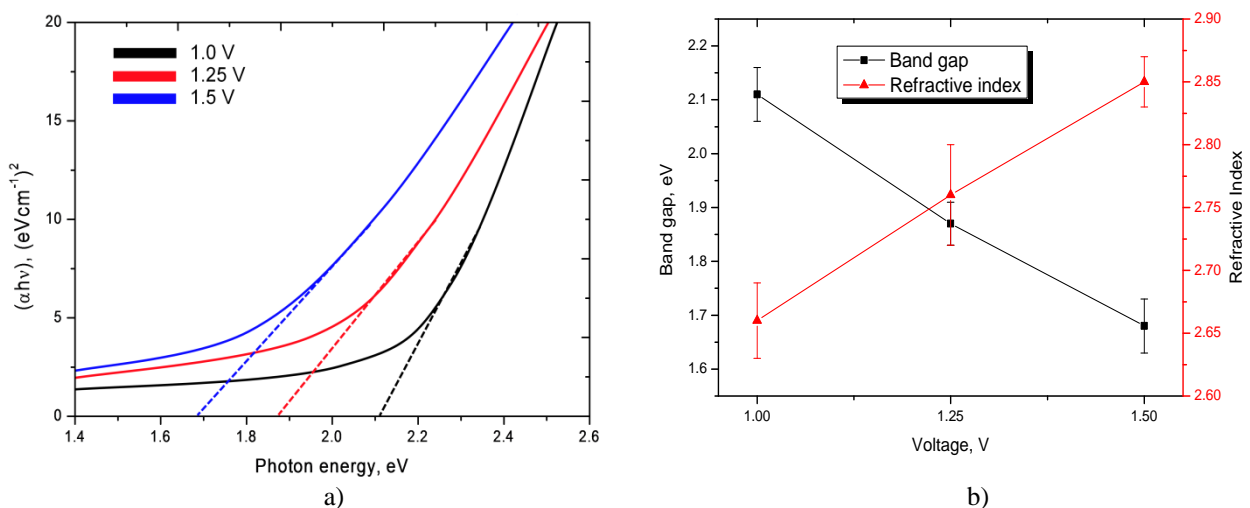 20
15
10
5
0
1.4
1.6
1.8
2.0
2.2
2.4
2.6
(αhν), (eVcm⁻¹)²
Photon energy, eV
1.0 V
1.25 V
1.5 V
a)
2.2
2.1
2.0
1.9
1.8
1.7
1.6
Band gap, eV
1.00
1.25
1.50
Voltage, V
Band gap
Refractive index
2.90
2.85
2.80
2.75
2.70
2.65
2.60
Refractive Index
b)